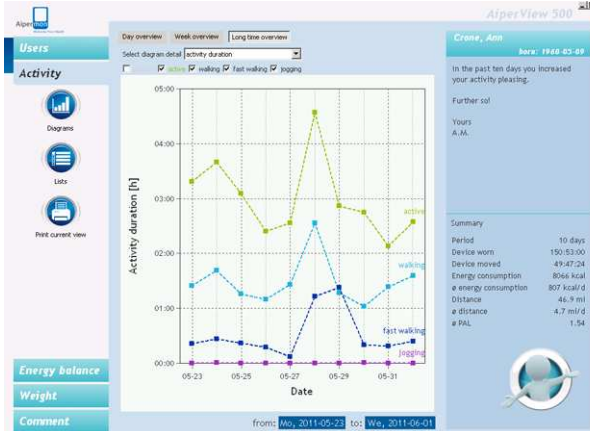 AiperView 500
Aipermon
Users
Activity
Diagrams
Lists
Print current view
Energy balance
Weight
Comment
Day overview
Week overview
Long time overview
Select diagram detail
activity duration
active
walking
fast walking
jogging
Activity duration [h]
05:00
04:00
03:00
02:00
01:00
00:00
active
walking
fast walking
jogging
05-23
05-25
05-27
05-29
05-31
Date
from: Mo, 2011-05-23 to: We, 2011-06-01
Crone, Ann
born: 1960-05-09
In the past ten days you increased
your activity pleasing.
Further so!
Yours
A.M.
Summary
Period 10 days
Device worn 150:53:00
Device moved 49:47:24
Energy consumption 8066 kcal
ø energy consumption 807 kcal/d
Distance 46.9 mi
ø distance 4.7 mi/d
ø PAL 1.54